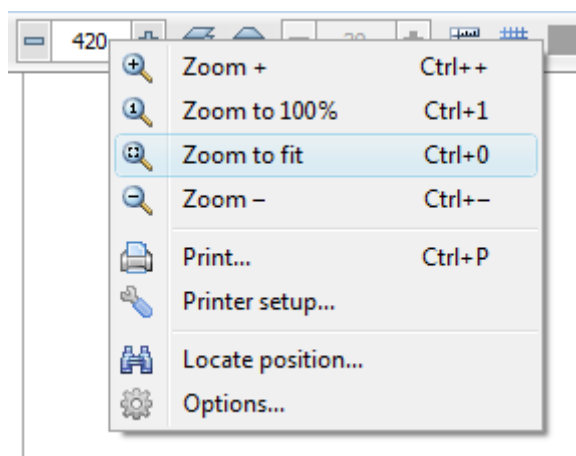 420
Zoom + Ctrl++
Zoom to 100% Ctrl+1
Zoom to fit Ctrl+0
Zoom – Ctrl+–
Print... Ctrl+P
Printer setup...
Locate position...
Options...